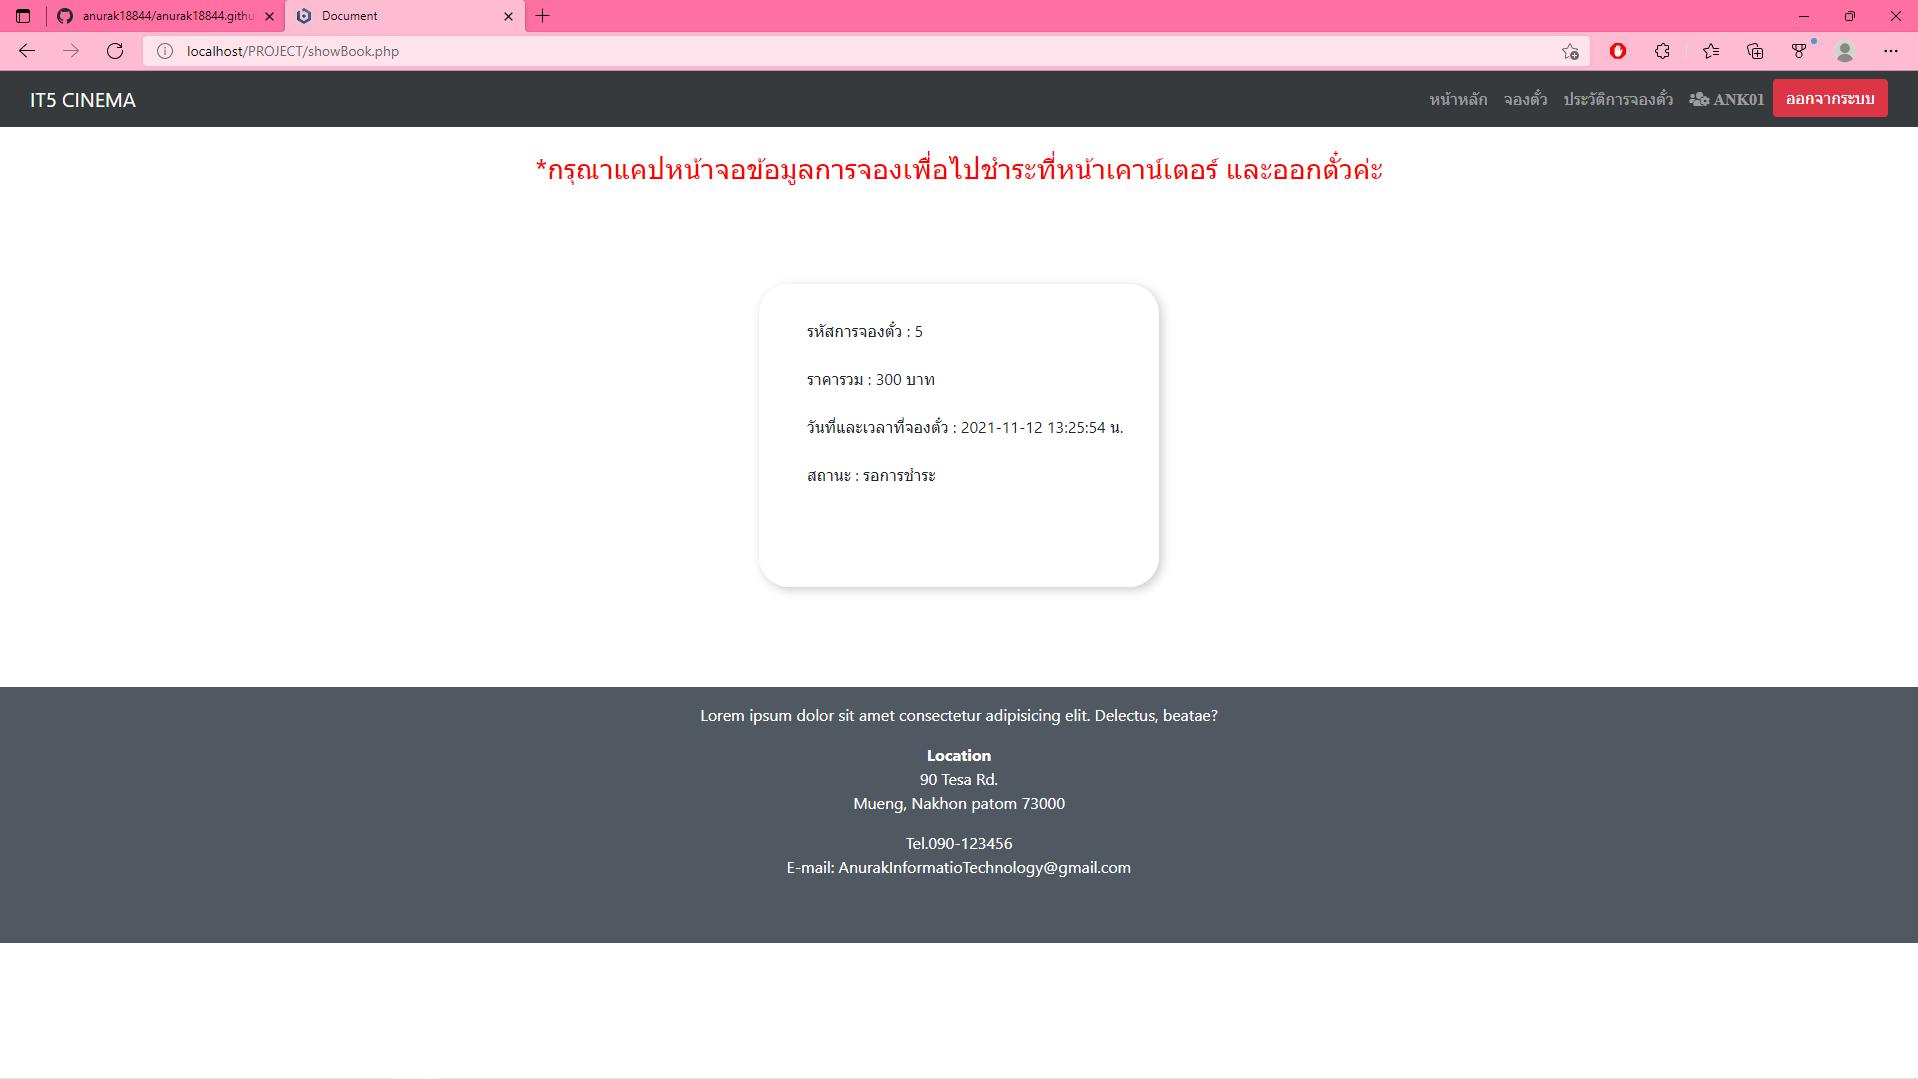 anurak18844/anurak18844.githu
Document
localhost/PROJECT/showBook.php
IT5 CINEMA
หน้าหลัก
จองตั๋ว
ประวัติการจองตั๋ว
ANK01
ออกจากระบบ
*กรุณาแคปหน้าจอข้อมูลการจองเพื่อไปชำระที่หน้าเคาน์เตอร์ และออกตั๋วค่ะ
รหัสการจองตั๋ว : 5
ราคารวม : 300 บาท
วันที่และเวลาที่จองตั๋ว : 2021-11-12 13:25:54 น.
สถานะ : รอการชำระ
Lorem ipsum dolor sit amet consectetur adipisicing elit. Delectus, beatae?
Location
90 Tesa Rd.
Mueng, Nakhon patom 73000
Tel.090-123456
E-mail: AnurakInformatioTechnology@gmail.com